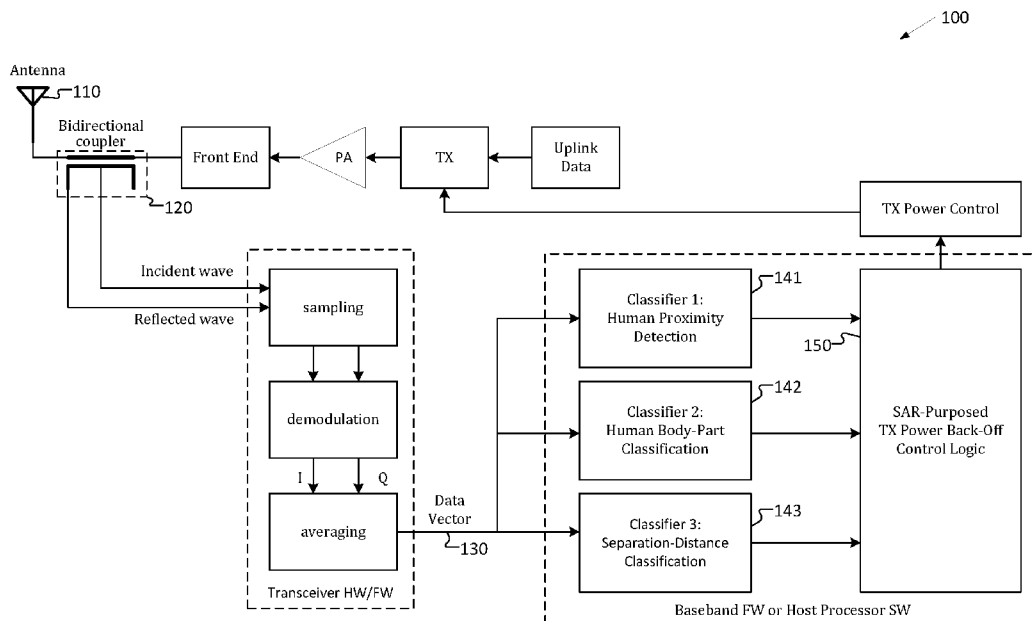 100
Antenna
110
Bidirectional
coupler
120
Front End
PA
TX
Uplink
Data
TX Power Control
Incident wave
Reflected wave
sampling
demodulation
I
Q
averaging
Transceiver HW/FW
Data
Vector
130
Classifier 1:
Human Proximity
Detection
141
Classifier 2:
Human Body-Part
Classification
142
Classifier 3:
Separation-Distance
Classification
143
150
SAR-Purposed
TX Power Back-Off
Control Logic
Baseband FW or Host Processor SW